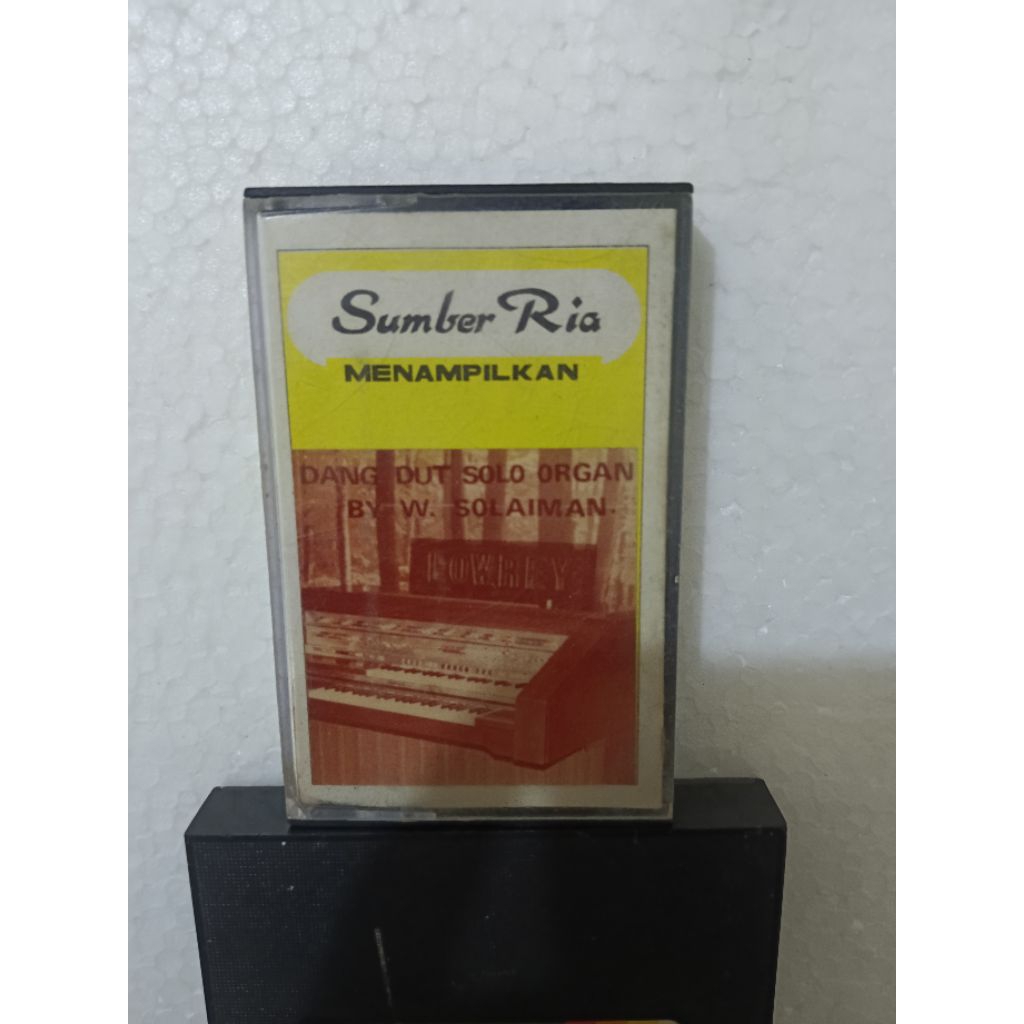 Sumber Ria
MENAMPILKAN
DANG DUT SOLO ORGAN
BY W. SOLAIMAN.
LOWREY